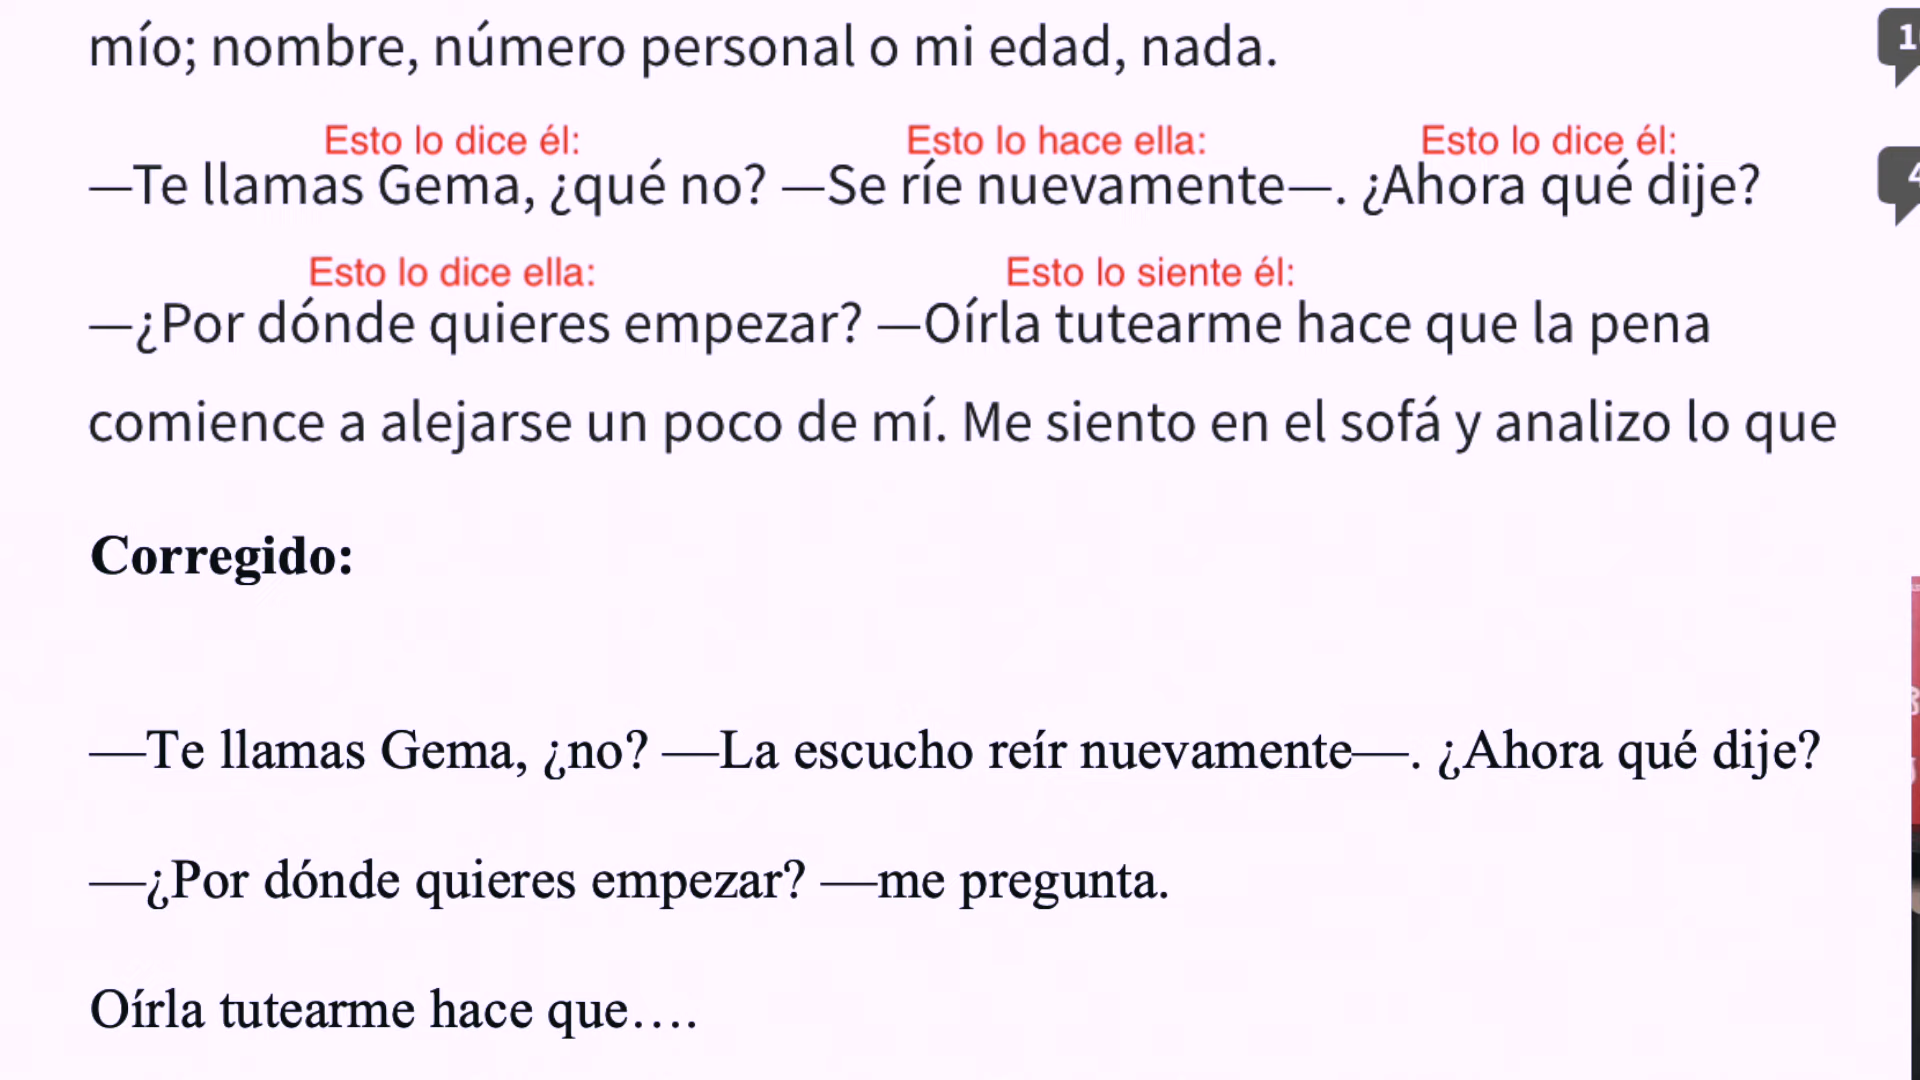 mío; nombre, número personal o mi edad, nada.
1
Esto lo dice él: Esto lo hace ella: Esto lo dice él:
—Te llamas Gema, ¿qué no? —Se ríe nuevamente—. ¿Ahora qué dije?
4
Esto lo dice ella: Esto lo siente él:
—¿Por dónde quieres empezar? —Oírla tutearme hace que la pena
comience a alejarse un poco de mí. Me siento en el sofá y analizo lo que
Corregido:
—Te llamas Gema, ¿no? —La escucho reír nuevamente—. ¿Ahora qué dije?
—¿Por dónde quieres empezar? —me pregunta.
Oírla tutearme hace que….